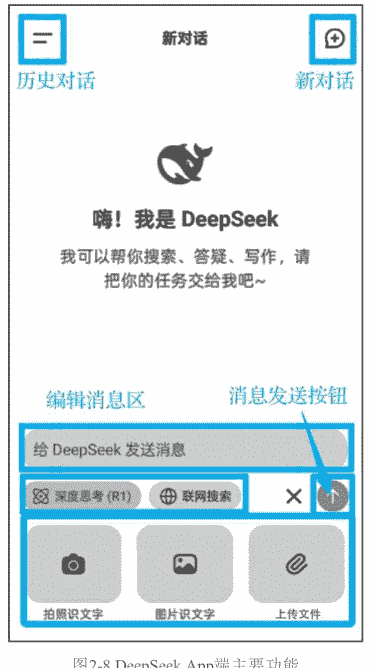 新对话
历史对话
新对话
嗨！我是 DeepSeek
我可以帮你搜索、答疑、写作，请
把你的任务交给我吧~
编辑消息区
消息发送按钮
给 DeepSeek 发送消息
深度思考 (R1)
联网搜索
拍照识文字
图片识文字
上传文件
图2-8 DeepSeek App端主要功能